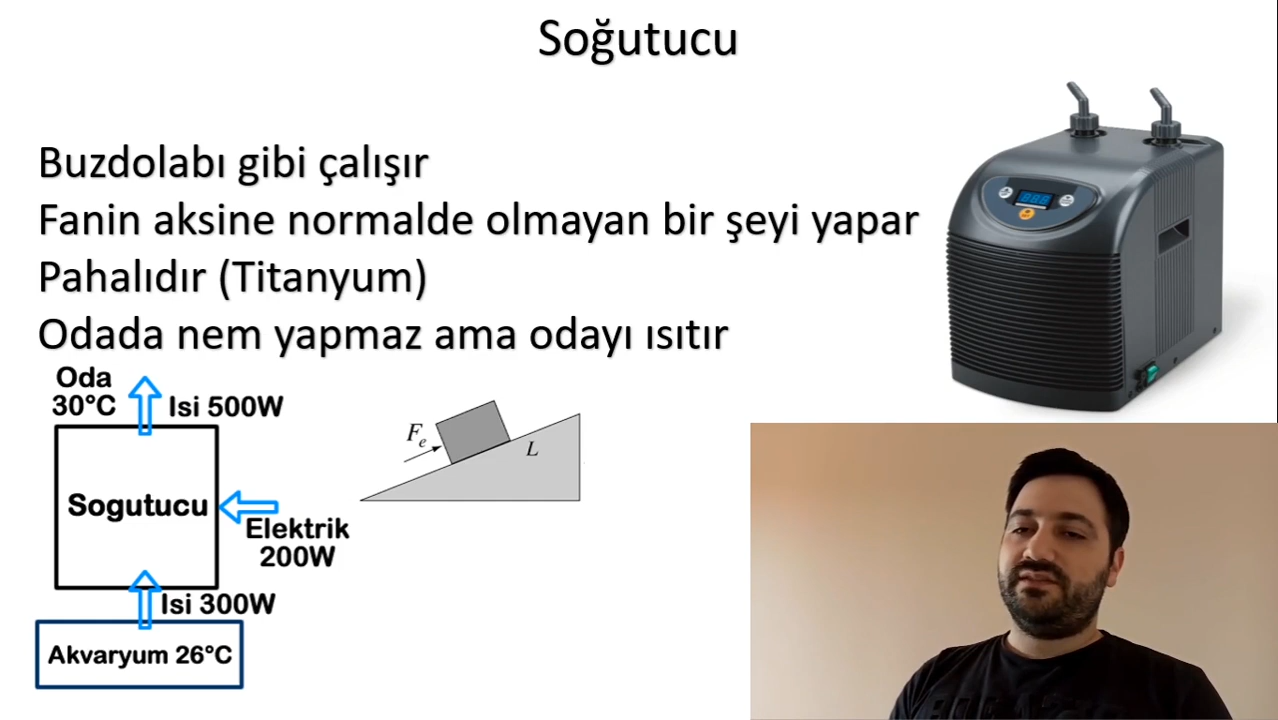 Soğutucu
Buzdolabı gibi çalışır
Fanin aksine normalde olmayan bir şeyi yapar
Pahalıdır (Titanyum)
Odada nem yapmaz ama odayı ısıtır
Oda
30°C
Isi 500W
Sogutucu
Elektrik
200W
Isi 300W
Akvaryum 26°C
Fe
L